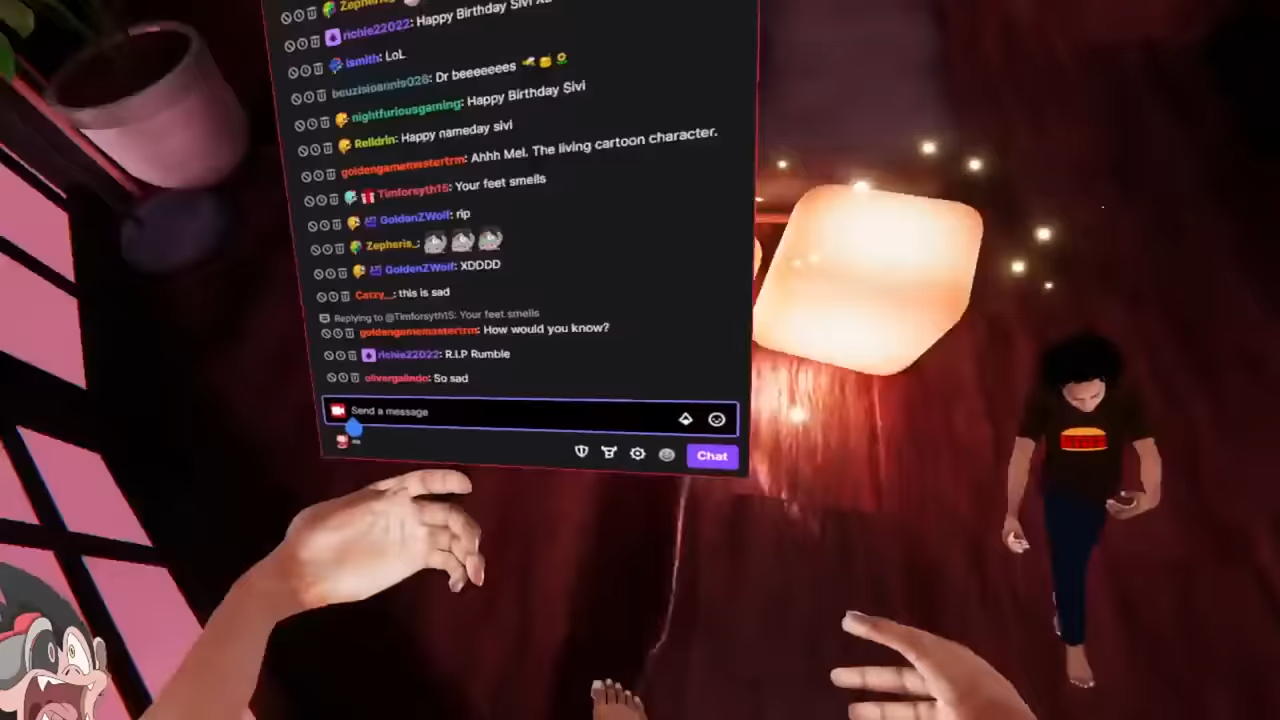 Zepheris_
richie22022: Happy Birthday Sivi
ismith: LoL
beuzisioannis026: Dr beeeeeees
nightfuriousgaming: Happy Birthday Sivi
Relldrin: Happy nameday sivi
goldengamemastertrm: Ahhh Mel. The living cartoon character.
Timforsyth15: Your feet smells
GoldenZWolf: rip
Zepheris_:
GoldenZWolf: XDDDD
Catzy__: this is sad
Replying to @Timforsyth15: Your feet smells
goldengamemastertrm: How would you know?
richie22022: R.I.P Rumble
olivergalindo: So sad
Send a message
Chat